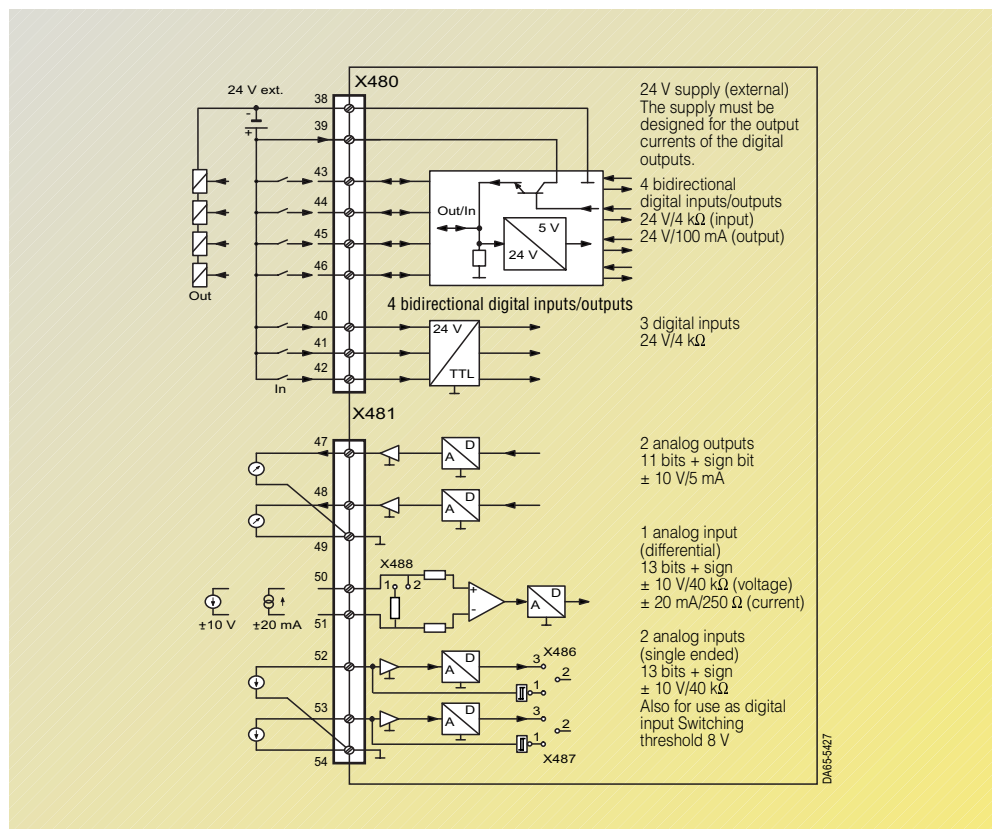 X480
24 V ext.
-
+
38
39
43
44
45
46
Out
40
41
42
In
Out/In
5 V
24 V
4 bidirectional digital inputs/outputs
24 V
TTL
24 V supply (external)
The supply must be
designed for the output
currents of the digital
outputs.
4 bidirectional
digital inputs/outputs
24 V/4 kΩ (input)
24 V/100 mA (output)
3 digital inputs
24 V/4 kΩ
X481
47
48
49
D
A
D
A
2 analog outputs
11 bits + sign bit
± 10 V/5 mA
50
51
±10 V
±20 mA
X488
1
2
+
-
D
A
1 analog input
(differential)
13 bits + sign
± 10 V/40 kΩ (voltage)
± 20 mA/250 Ω (current)
52
53
54
D
A
3
X486
2
1
D
A
3
2
1
X487
2 analog inputs
(single ended)
13 bits + sign
± 10 V/40 kΩ
Also for use as digital
input Switching
threshold 8 V
DA65-5427